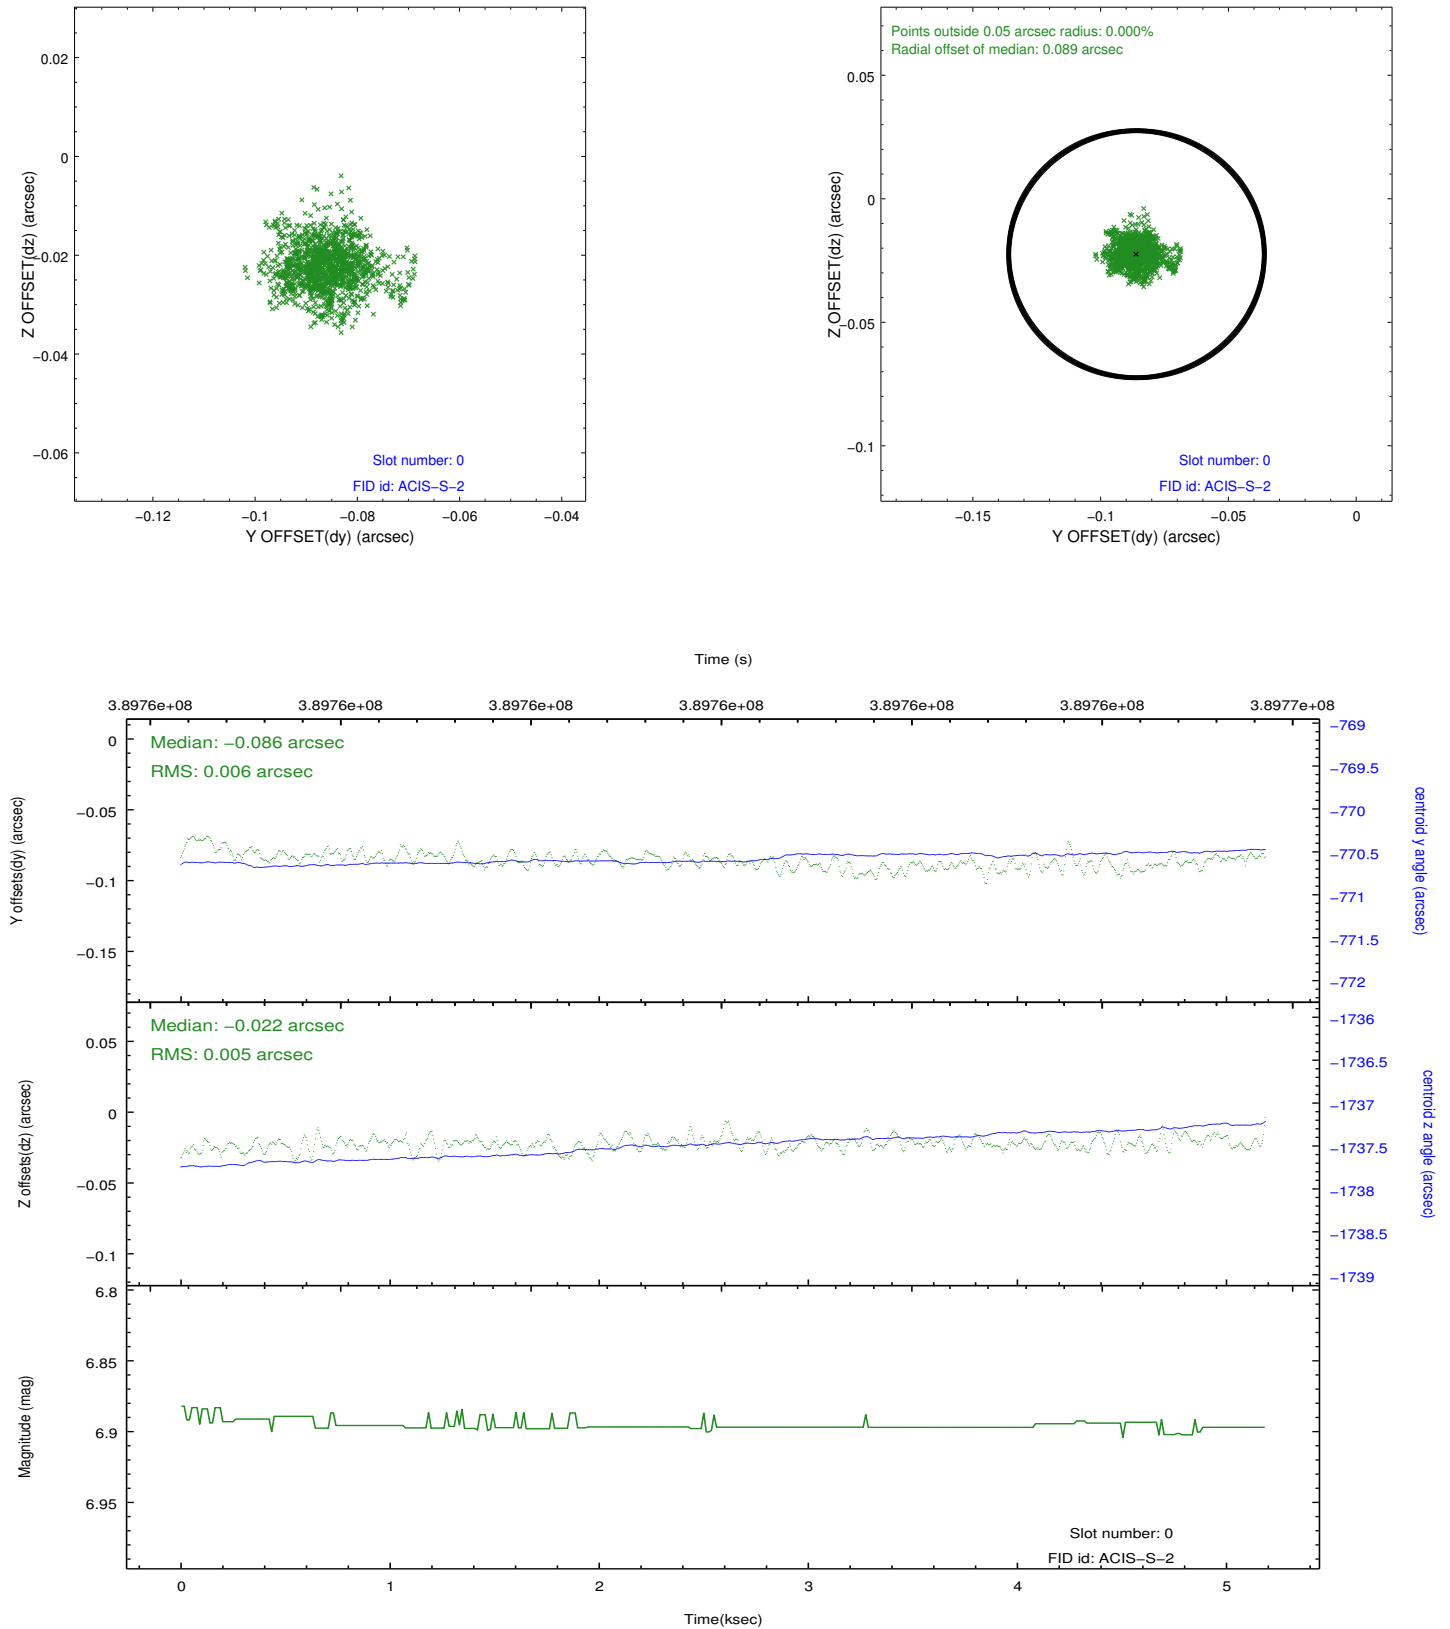 0.02
0
−0.02
−0.04
−0.06
Z OFFSET(dz) (arcsec)
Slot number: 0
FID id: ACIS−S−2
−0.12
−0.1
−0.08
−0.06
−0.04
Y OFFSET(dy) (arcsec)
Points outside 0.05 arcsec radius: 0.000%
Radial offset of median: 0.089 arcsec
0.05
0
−0.05
−0.1
Z OFFSET(dz) (arcsec)
Slot number: 0
FID id: ACIS−S−2
−0.15
−0.1
−0.05
0
Y OFFSET(dy) (arcsec)
Time (s)
3.8976e+08
3.8976e+08
3.8976e+08
3.8976e+08
3.8976e+08
3.8976e+08
3.8977e+08
Median: −0.086 arcsec
RMS: 0.006 arcsec
0
−0.05
−0.1
−0.15
Y offsets(dy) (arcsec)
−769
−769.5
−770
−770.5
−771
−771.5
−772
centroid y angle (arcsec)
Median: −0.022 arcsec
RMS: 0.005 arcsec
0.05
0
−0.05
−0.1
Z offsets(dz) (arcsec)
−1736
−1736.5
−1737
−1737.5
−1738
−1738.5
−1739
centroid z angle (arcsec)
6.8
6.85
6.9
6.95
Magnitude (mag)
Slot number: 0
FID id: ACIS−S−2
0
1
2
3
4
5
Time(ksec)